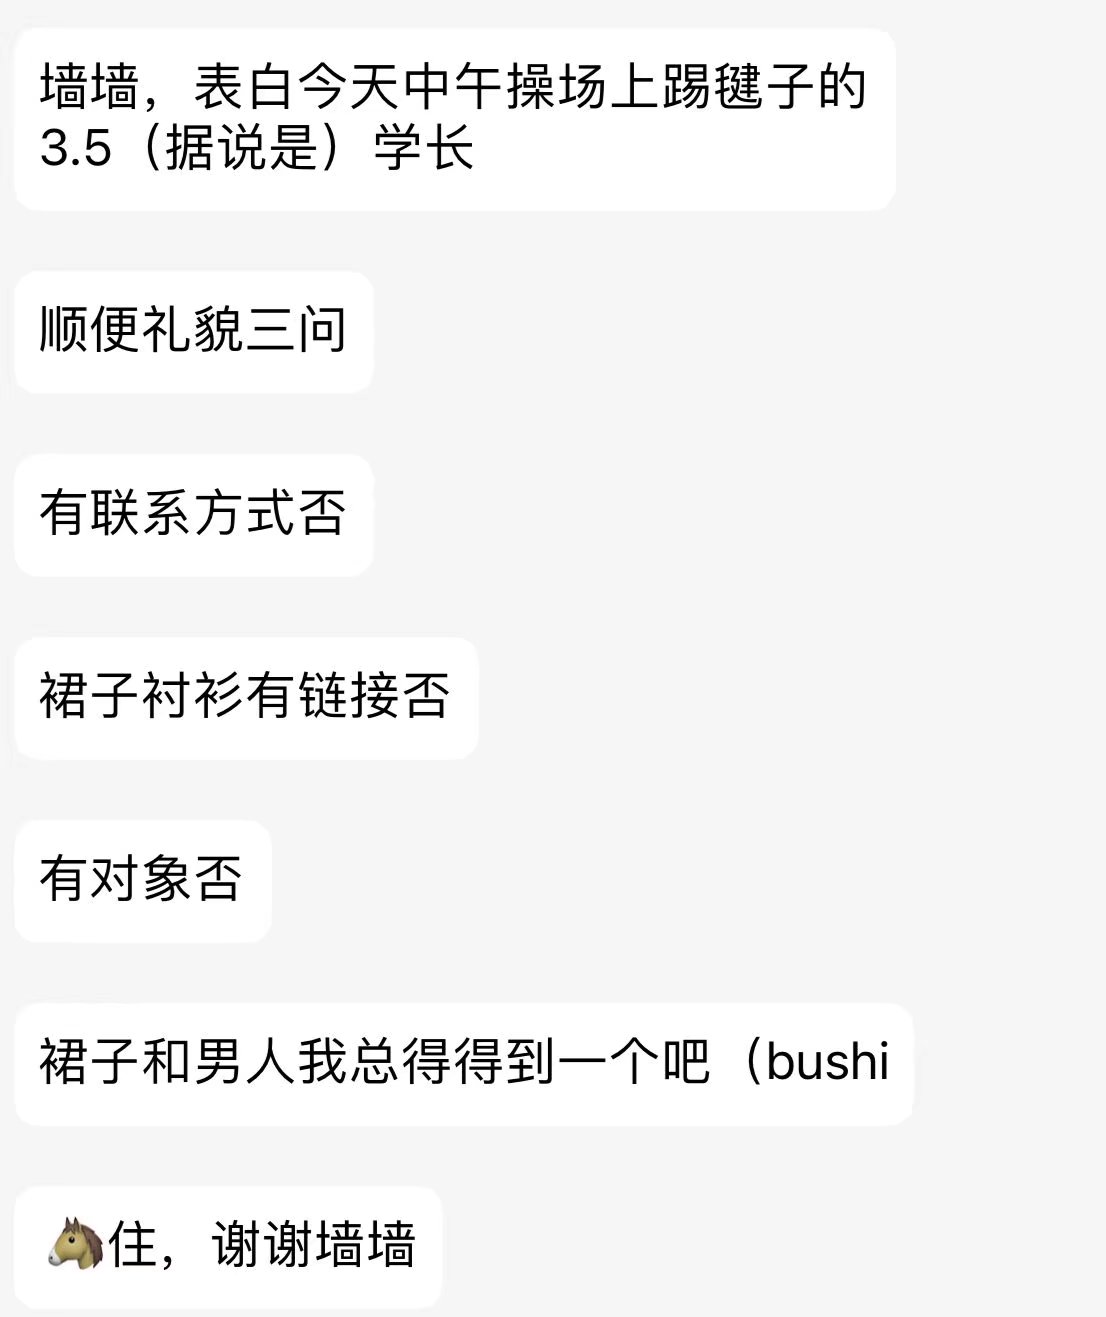 墙墙，表白今天中午操场上踢毽子的
3.5（据说是）学长
顺便礼貌三问
有联系方式否
裙子衬衫有链接否
有对象否
裙子和男人我总得得到一个吧（bushi
🐴住，谢谢墙墙